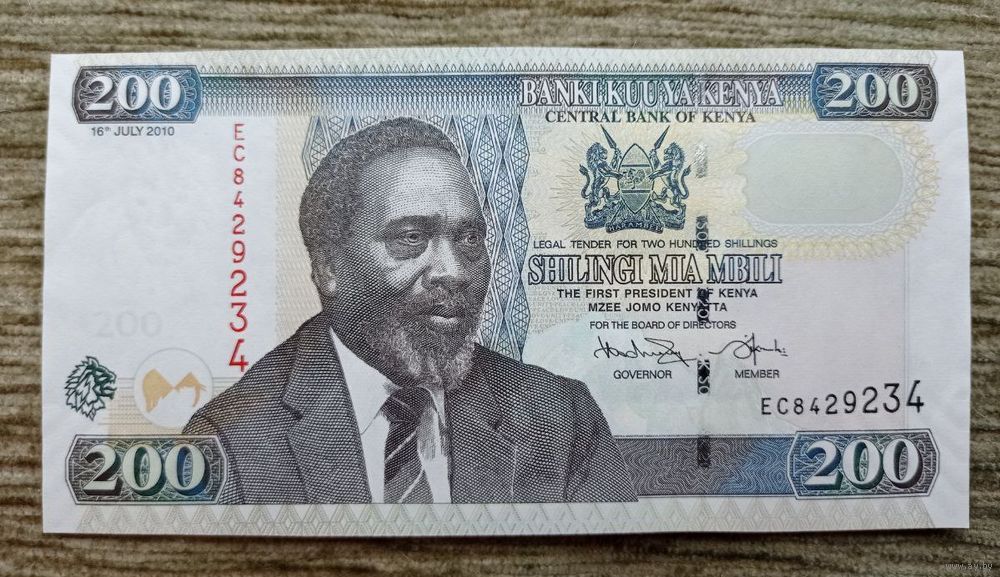 200
BANKI KUU YA KENYA
200
CENTRAL BANK OF KENYA
16th JULY 2010
EC8429234
HARAMBEE
LEGAL TENDER FOR TWO HUNDRED SHILLINGS
SHILINGI MIA MBILI
THE FIRST PRESIDENT OF KENYA
MZEE JOMO KENYATTA
200
FOR THE BOARD OF DIRECTORS
GOVERNOR MEMBER
EC8429234
200
200